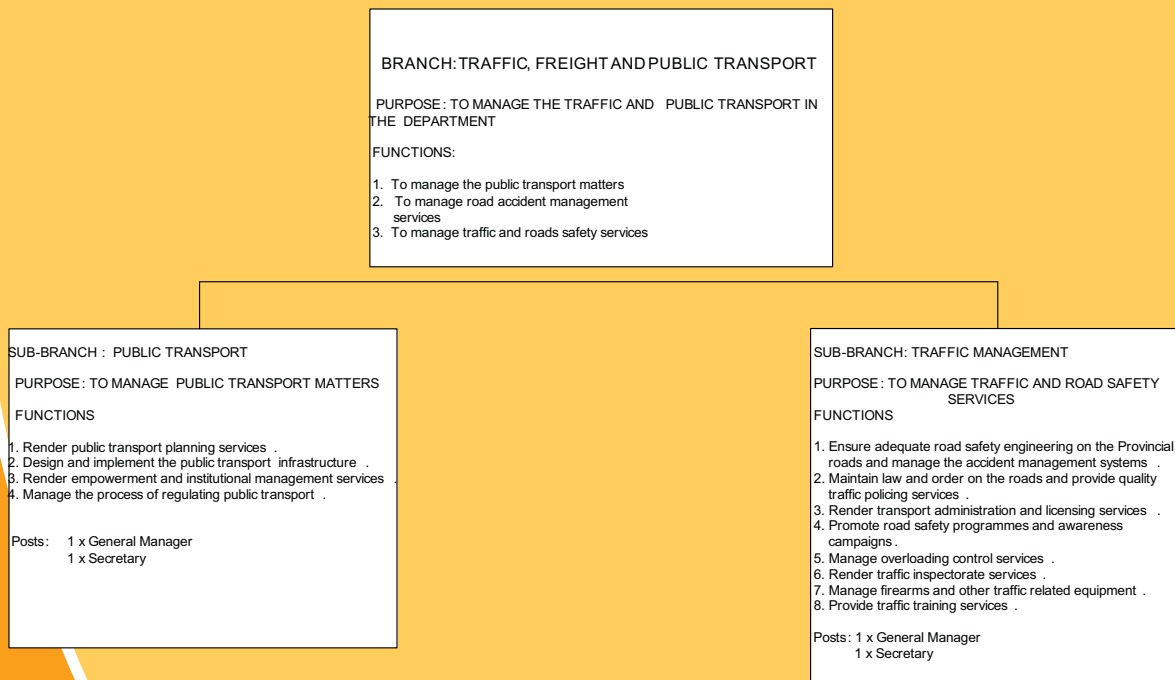 BRANCH: TRAFFIC, FREIGHT AND PUBLIC TRANSPORT
PURPOSE: TO MANAGE THE TRAFFIC AND PUBLIC TRANSPORT IN
THE DEPARTMENT
FUNCTIONS:
1. To manage the public transport matters
2. To manage road accident management
services
3. To manage traffic and roads safety services
SUB-BRANCH : PUBLIC TRANSPORT
PURPOSE: TO MANAGE PUBLIC TRANSPORT MATTERS
FUNCTIONS
1. Render public transport planning services .
2. Design and implement the public transport infrastructure .
3. Render empowerment and institutional management services .
4. Manage the process of regulating public transport .
Posts: 1 x General Manager
1 x Secretary
SUB-BRANCH: TRAFFIC MANAGEMENT
PURPOSE: TO MANAGE TRAFFIC AND ROAD SAFETY
SERVICES
FUNCTIONS
1. Ensure adequate road safety engineering on the Provincial
roads and manage the accident management systems .
2. Maintain law and order on the roads and provide quality
traffic policing services .
3. Render transport administration and licensing services .
4. Promote road safety programmes and awareness
campaigns.
5. Manage overloading control services .
6. Render traffic inspectorate services .
7. Manage firearms and other traffic related equipment .
8. Provide traffic training services .
Posts: 1 x General Manager
1 x Secretary